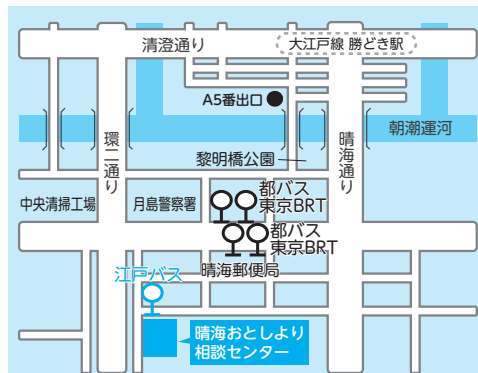 清澄通り
大江戸線 勝どき駅
A5番出口
朝潮運河
環二通り
晴海通り
黎明橋公園
中央清掃工場
月島警察署
都バス
東京BRT
都バス
東京BRT
晴海郵便局
江戸バス
晴海おとしより
相談センター